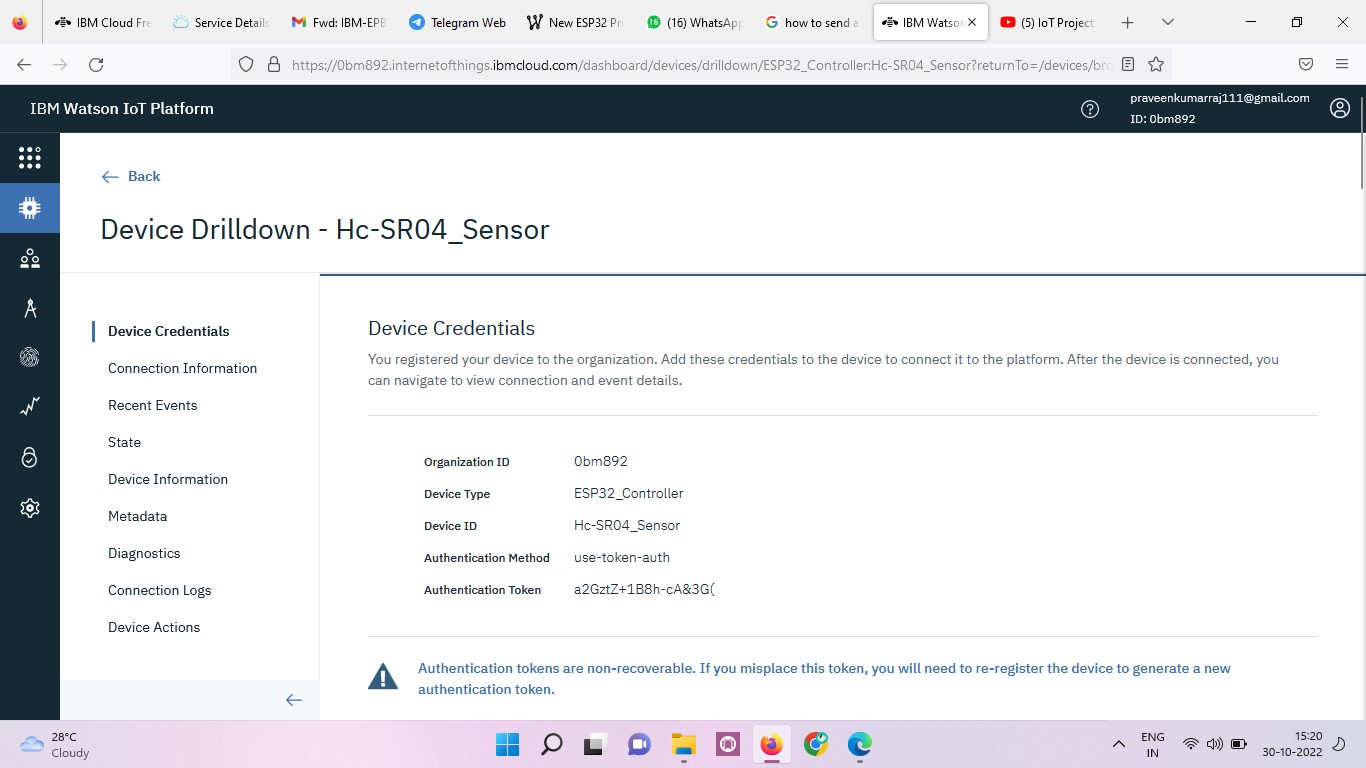 IBM Cloud Fre
Service Details
Fwd: IBM-EPB
Telegram Web
New ESP32 Pr
16
(16) WhatsApp
how to send a
IBM Watson
(5) IoT Project
https://0bm892.internetofthings.ibmcloud.com/dashboard/devices/drilldown/ESP32_Controller:Hc-SR04_Sensor?returnTo=/devices/bro
IBM Watson IoT Platform
praveenkumarraj111@gmail.com
ID: 0bm892
Back
Device Drilldown - Hc-SR04_Sensor
Device Credentials
Connection Information
Recent Events
State
Device Information
Metadata
Diagnostics
Connection Logs
Device Actions
Device Credentials
You registered your device to the organization. Add these credentials to the device to connect it to the platform. After the device is connected, you
can navigate to view connection and event details.
Organization ID 0bm892
Device Type ESP32_Controller
Device ID Hc-SR04_Sensor
Authentication Method use-token-auth
Authentication Token a2GztZ+1B8h-cA&3G(
Authentication tokens are non-recoverable. If you misplace this token, you will need to re-register the device to generate a new
authentication token.
28°C
Cloudy
ENG
IN
15:20
30-10-2022